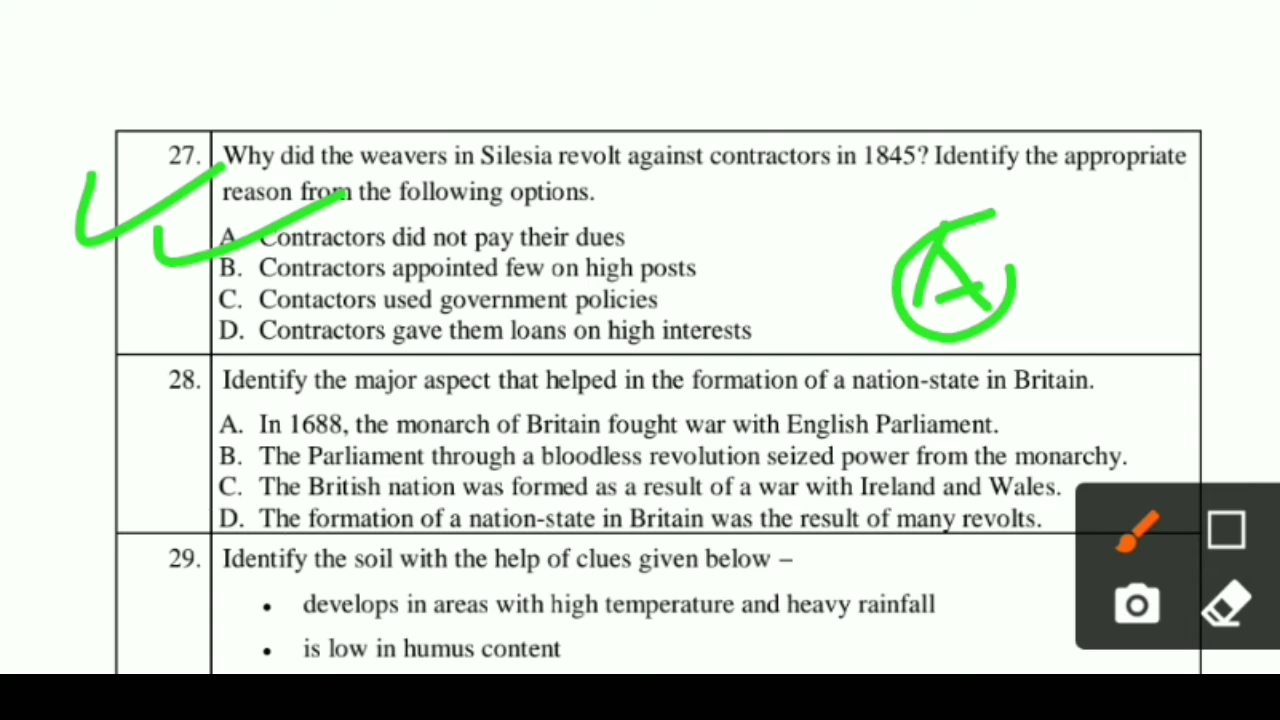 27. Why did the weavers in Silesia revolt against contractors in 1845? Identify the appropriate
reason from the following options.
A. Contractors did not pay their dues
B. Contractors appointed few on high posts
C. Contactors used government policies
D. Contractors gave them loans on high interests
A
28. Identify the major aspect that helped in the formation of a nation-state in Britain.
A. In 1688, the monarch of Britain fought war with English Parliament.
B. The Parliament through a bloodless revolution seized power from the monarchy.
C. The British nation was formed as a result of a war with Ireland and Wales.
D. The formation of a nation-state in Britain was the result of many revolts.
29. Identify the soil with the help of clues given below –
• develops in areas with high temperature and heavy rainfall
• is low in humus content